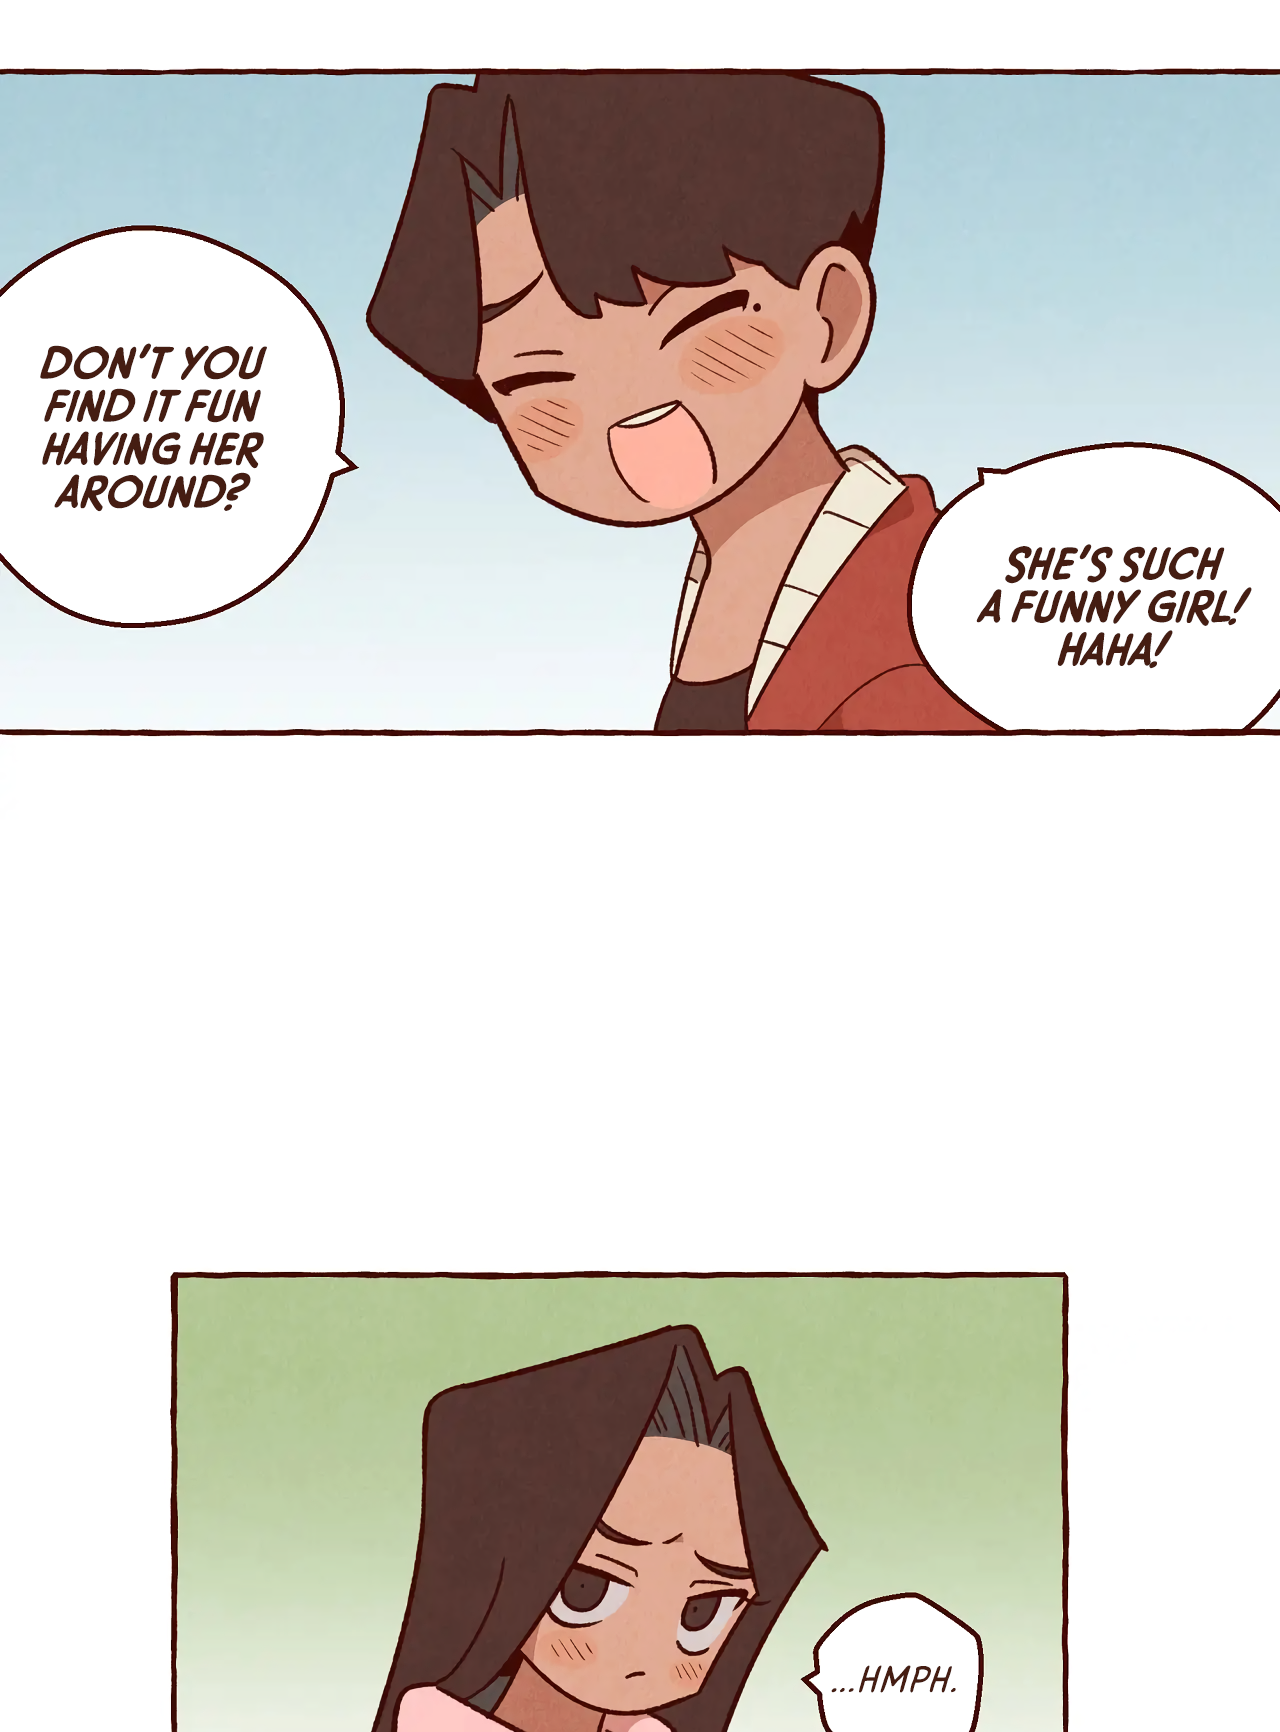 DON'T YOU
FIND IT FUN
HAVING HER
AROUND?
SHE'S SUCH
A FUNNY GIRL!
HAHA!
...HMPH.